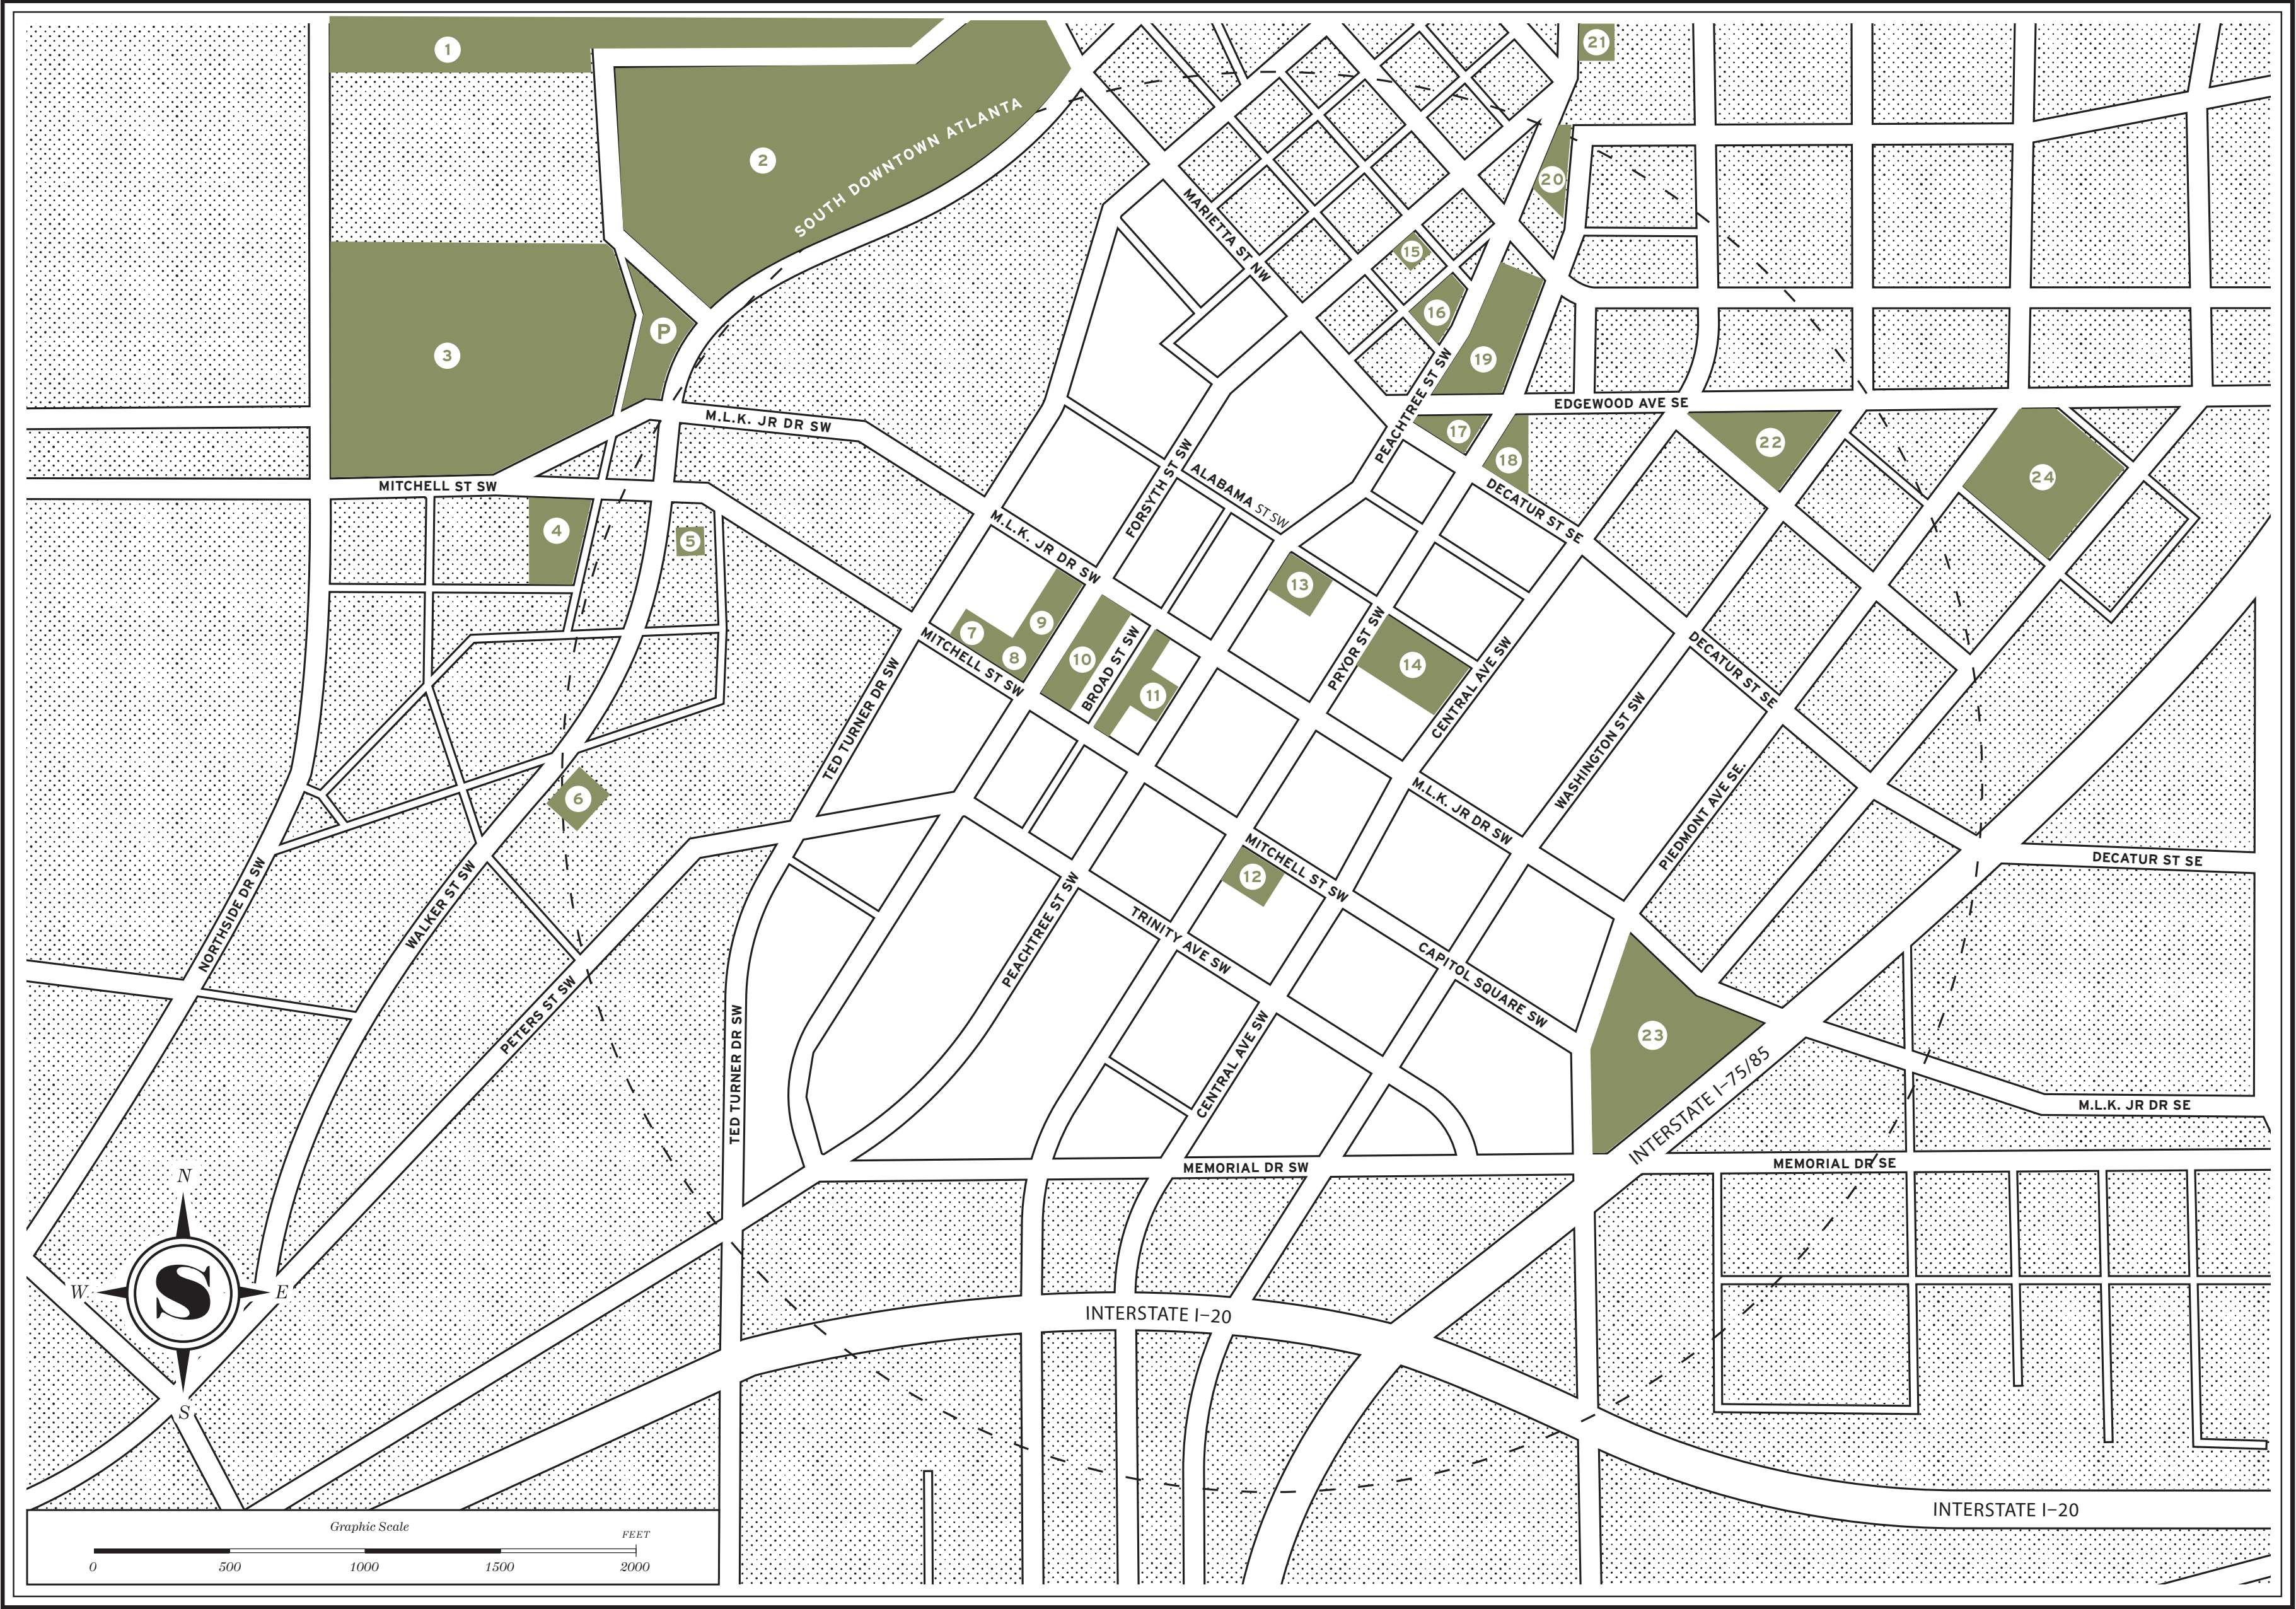 1
21
2
SOUTH DOWNTOWN ATLANTA
20
MARIETTA ST NW
15
16
P
3
19
PEACHTREE ST SW
EDGEWOOD AVE SE
M.L.K. JR DR SW
17
22
18
24
MITCHELL ST SW
FORSYTH ST SW
ALABAMA ST SW
DECATUR ST SE
4
5
M.L.K. JR DR SW
13
7
9
8
10
BROAD ST SW
11
MITCHELL ST SW
PRYOR ST SW
14
CENTRAL AVE SW
DECATUR ST SE
TED TURNER DR SW
WASHINGTON ST SW
PIEDMONT AVE SE.
6
M.L.K. JR DR SW
MITCHELL ST SW
12
DECATUR ST SE
NORTHSIDE DR SW
WALKER ST SW
PEACHTREE ST SW
TRINITY AVE SW
CAPITOL SQUARE SW
PETERS ST SW
TED TURNER DR SW
CENTRAL AVE SW
23
INTERSTATE I-75/85
M.L.K. JR DR SE
MEMORIAL DR SW
MEMORIAL DR SE
N
W
S
E
S
INTERSTATE I-20
INTERSTATE I-20
Graphic Scale
FEET
0 500 1000 1500 2000